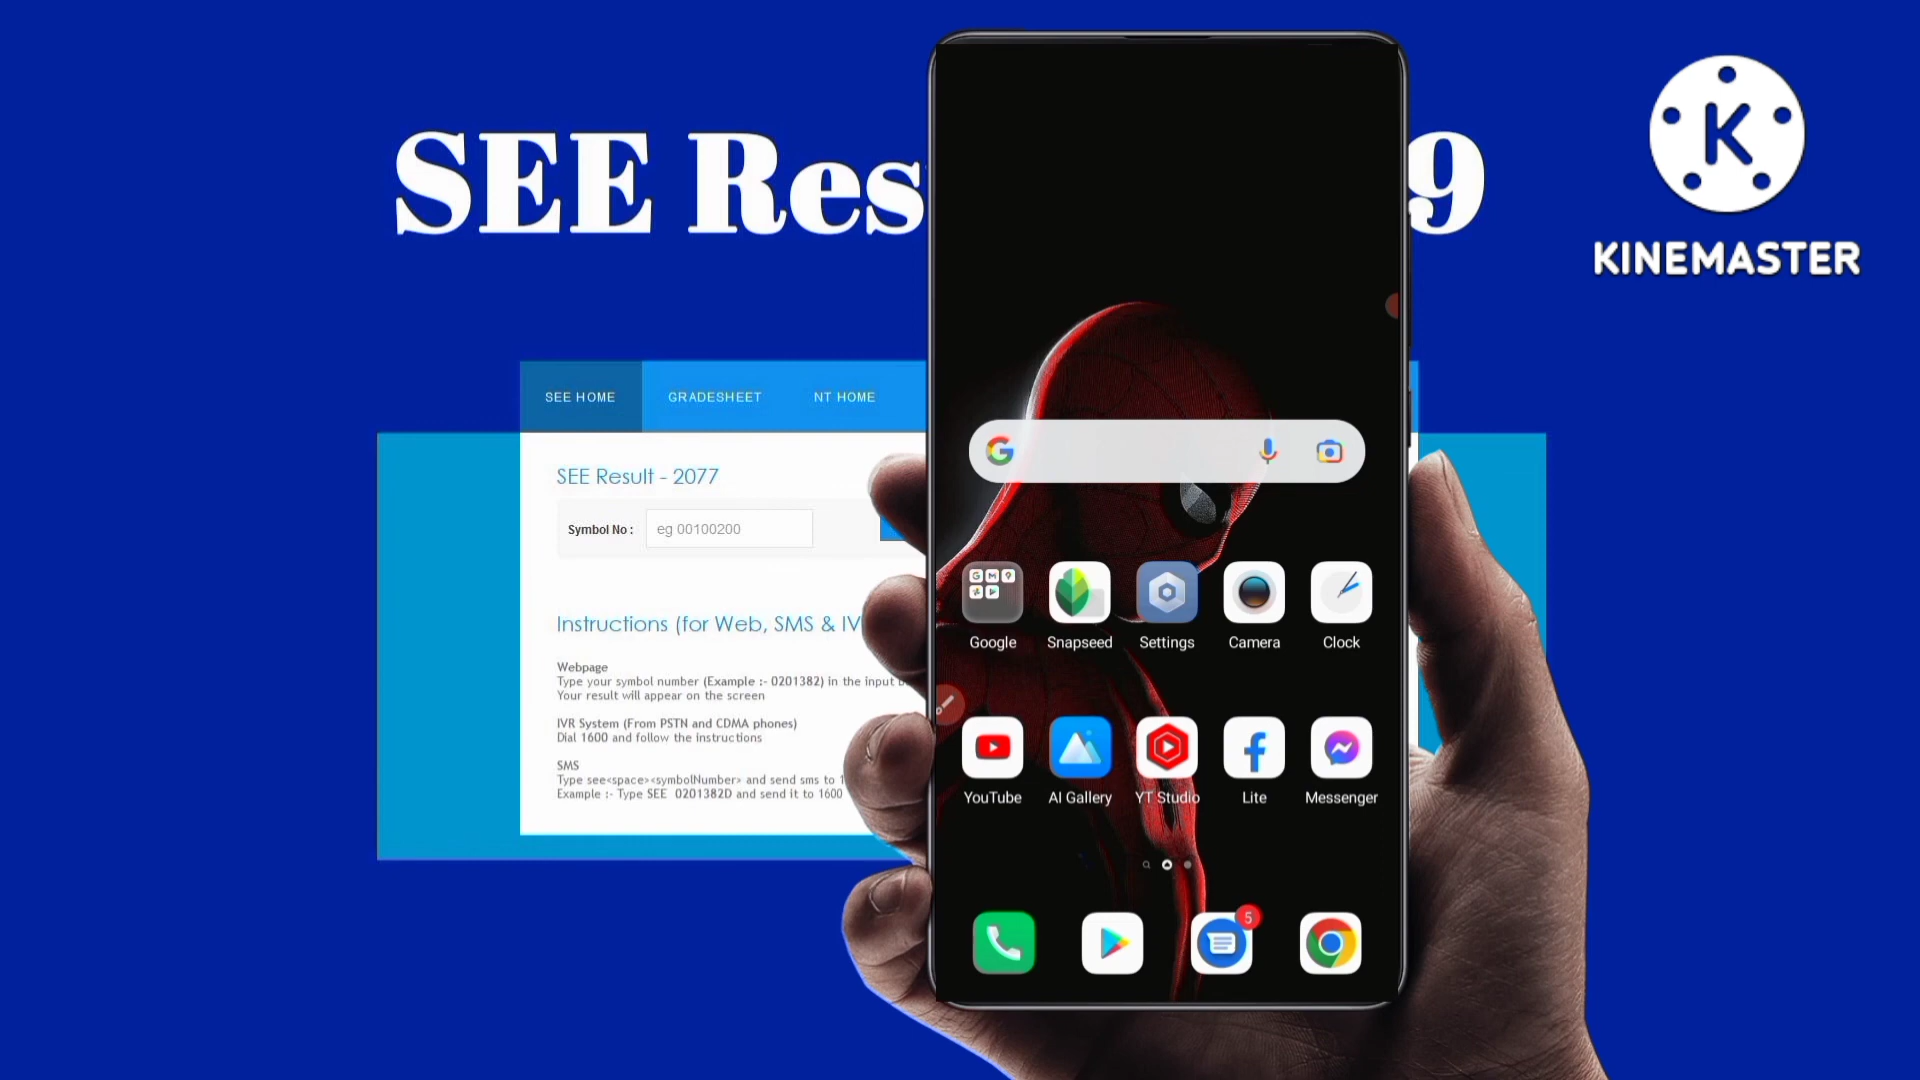 SEE Res 9
KINEMASTER
SEE HOME GRADESHEET NT HOME
SEE Result - 2077
Symbol No : eg 00100200
Instructions (for Web, SMS & IV
Webpage
Type your symbol number (Example :- 0201382) in the input
Your result will appear on the screen
IVR System (From PSTN and CDMA phones)
Dial 1600 and follow the instructions
SMS
Type see<space><symbolNumber> and send sms to 1
Example :- Type SEE 0201382D and send it to 1600
Google Snapseed Settings Camera Clock
YouTube AI Gallery YT Studio Lite Messenger
5